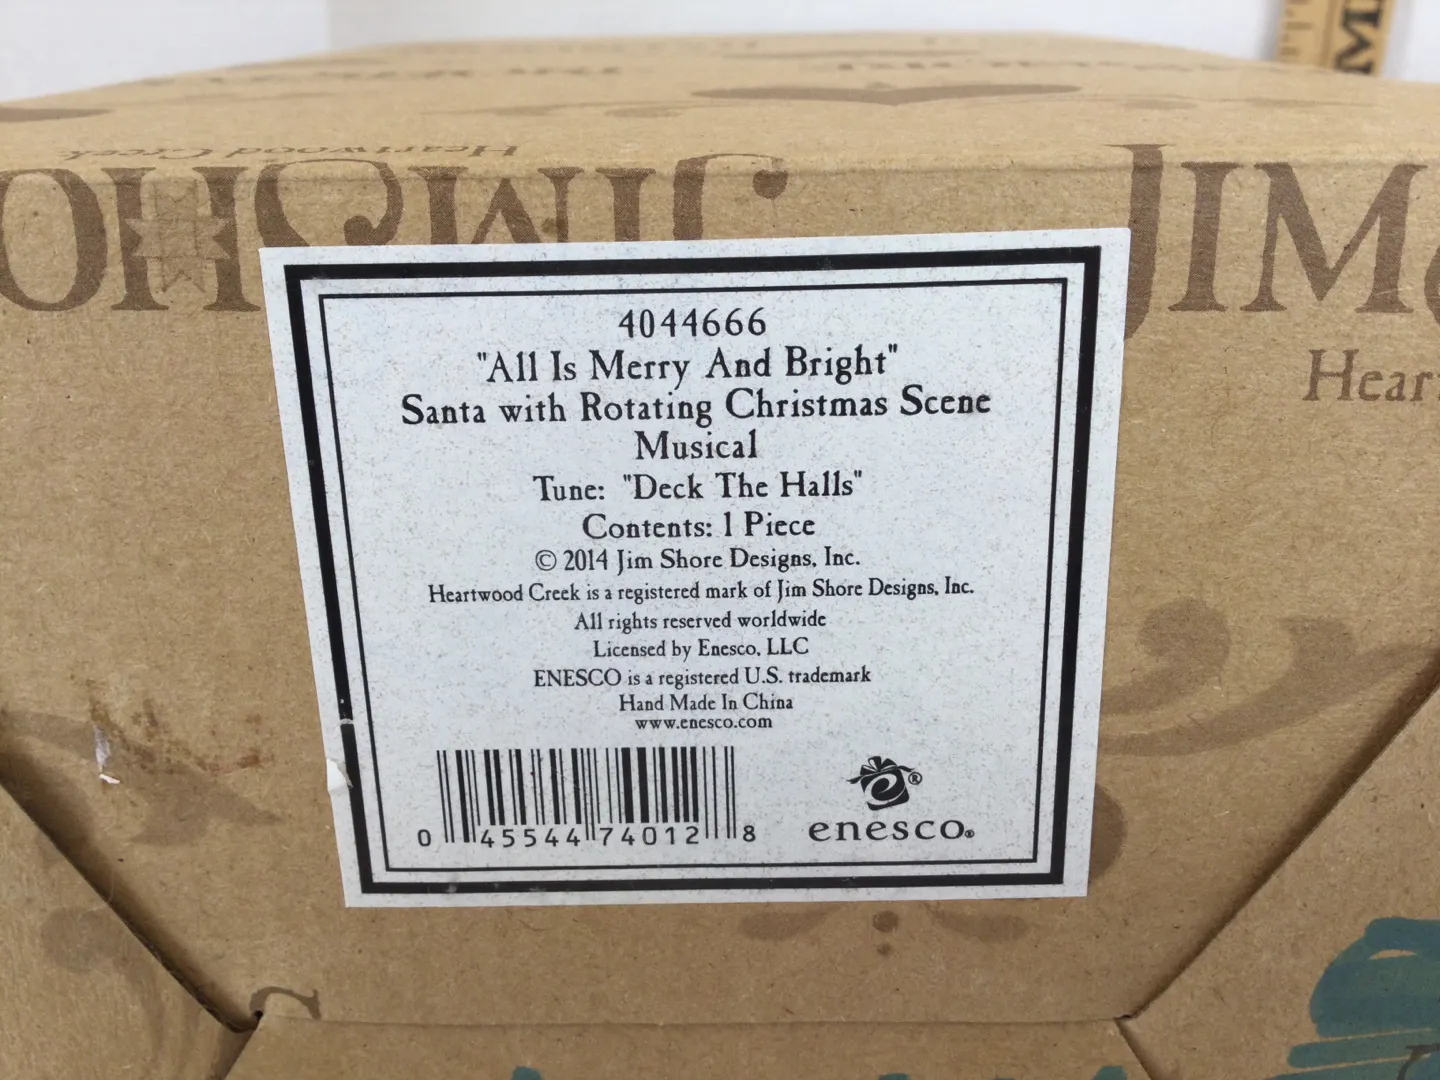 Heartwood Creek
JIM SHO
JIM
Hear
4044666
"All Is Merry And Bright"
Santa with Rotating Christmas Scene
Musical
Tune: "Deck The Halls"
Contents: 1 Piece
© 2014 Jim Shore Designs, Inc.
Heartwood Creek is a registered mark of Jim Shore Designs, Inc.
All rights reserved worldwide
Licensed by Enesco, LLC
ENESCO is a registered U.S. trademark
Hand Made In China
www.enesco.com
0 45544 74012 8
enesco®